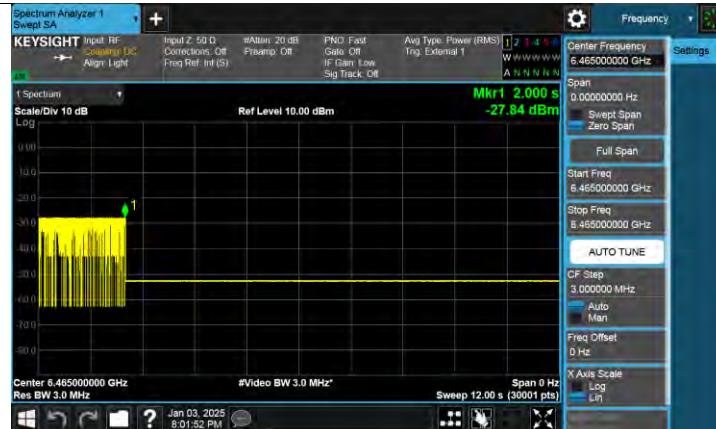 Spectrum Analyzer 1
Swept SA
+
Frequency
KEYSIGHT
Input: RF
Coupling: DC
Align: Light
Input Z: 50 Ω
Corrections: Off
Freq Ref: Int (S)
#Atten: 20 dB
Preamp: Off
PNO: Fast
Gate: Off
IF Gain: Low
Sig Track: Off
Avg Type: Power (RMS)
Trig: External 1
1 2 3 4 5 6
W W W W W W
A N N N N N
Center Frequency
6.465000000 GHz
Settings
Span
0.00000000 Hz
Swept Span
Zero Span
Full Span
Start Freq
6.465000000 GHz
Stop Freq
6.465000000 GHz
AUTO TUNE
CF Step
3.000000 MHz
Auto
Man
Freq Offset
0 Hz
X Axis Scale
Log
Lin
1 Spectrum
Scale/Div 10 dB
Ref Level 10.00 dBm
Mkr1 2.000 s
-27.84 dBm
Log
0.00
-10.0
-20.0
-30.0
-40.0
-50.0
-60.0
-70.0
-80.0
1
Center 6.465000000 GHz
#Video BW 3.0 MHz*
Span 0 Hz
Res BW 3.0 MHz
Sweep 12.00 s (30001 pts)
?
Jan 03, 2025
8:01:52 PM